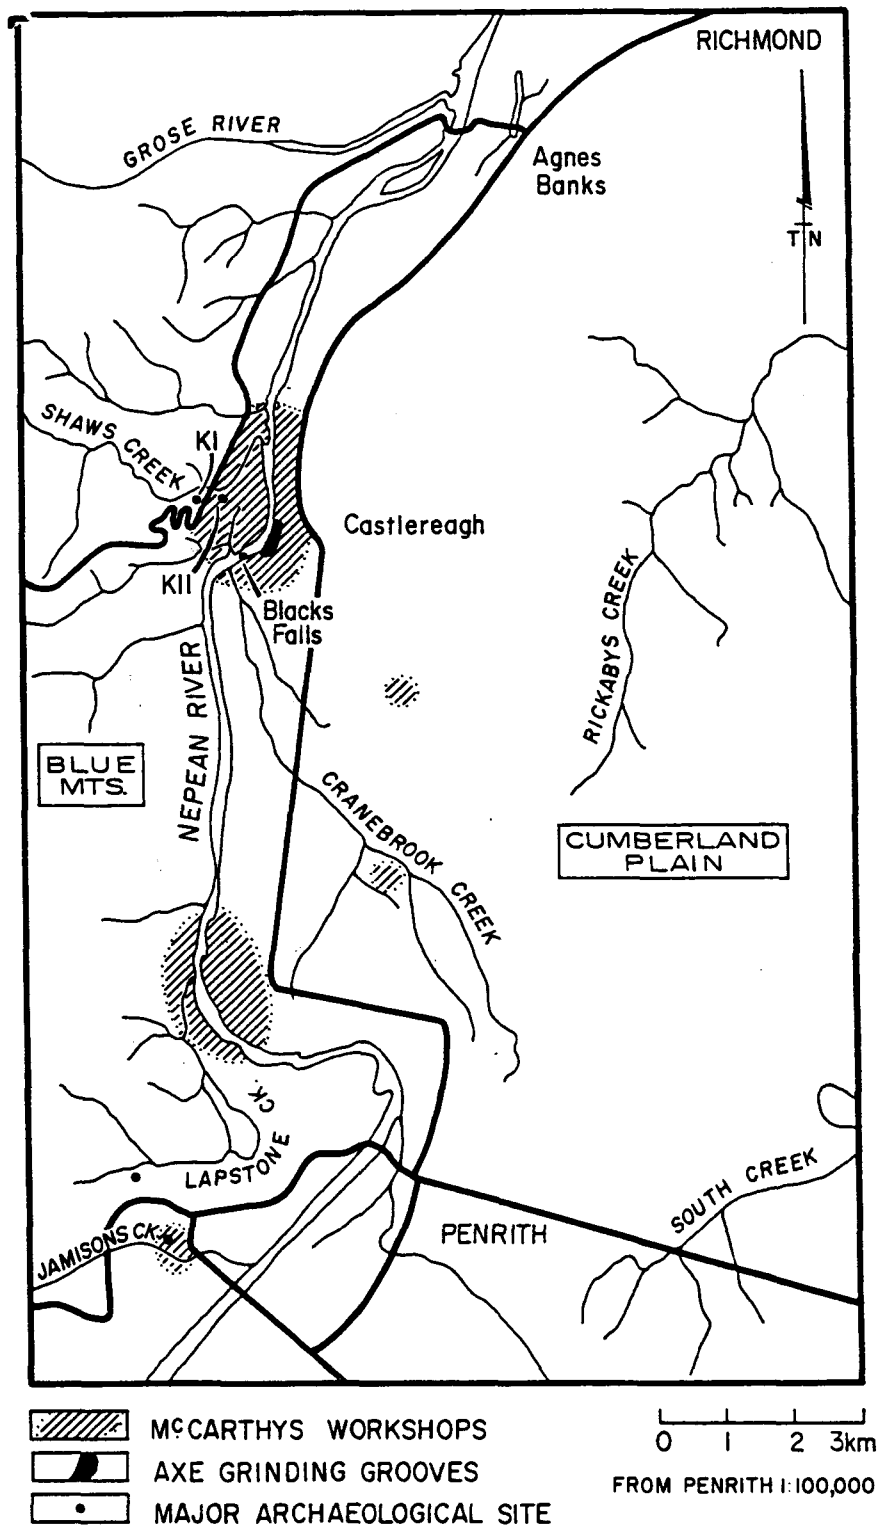 RICHMOND
GROSE RIVER
Agnes
Banks
TN
SHAWS CREEK
KI
Castlereagh
KII
Blacks
Falls
RICKABYS CREEK
NEPEAN RIVER
BLUE
MTS.
CRANEBROOK CREEK
CUMBERLAND
PLAIN
LAPSTONE CK.
SOUTH CREEK
JAMISONS CK.
PENRITH
McCARTHYS WORKSHOPS
AXE GRINDING GROOVES
MAJOR ARCHAEOLOGICAL SITE
0 1 2 3km
FROM PENRITH 1:100,000